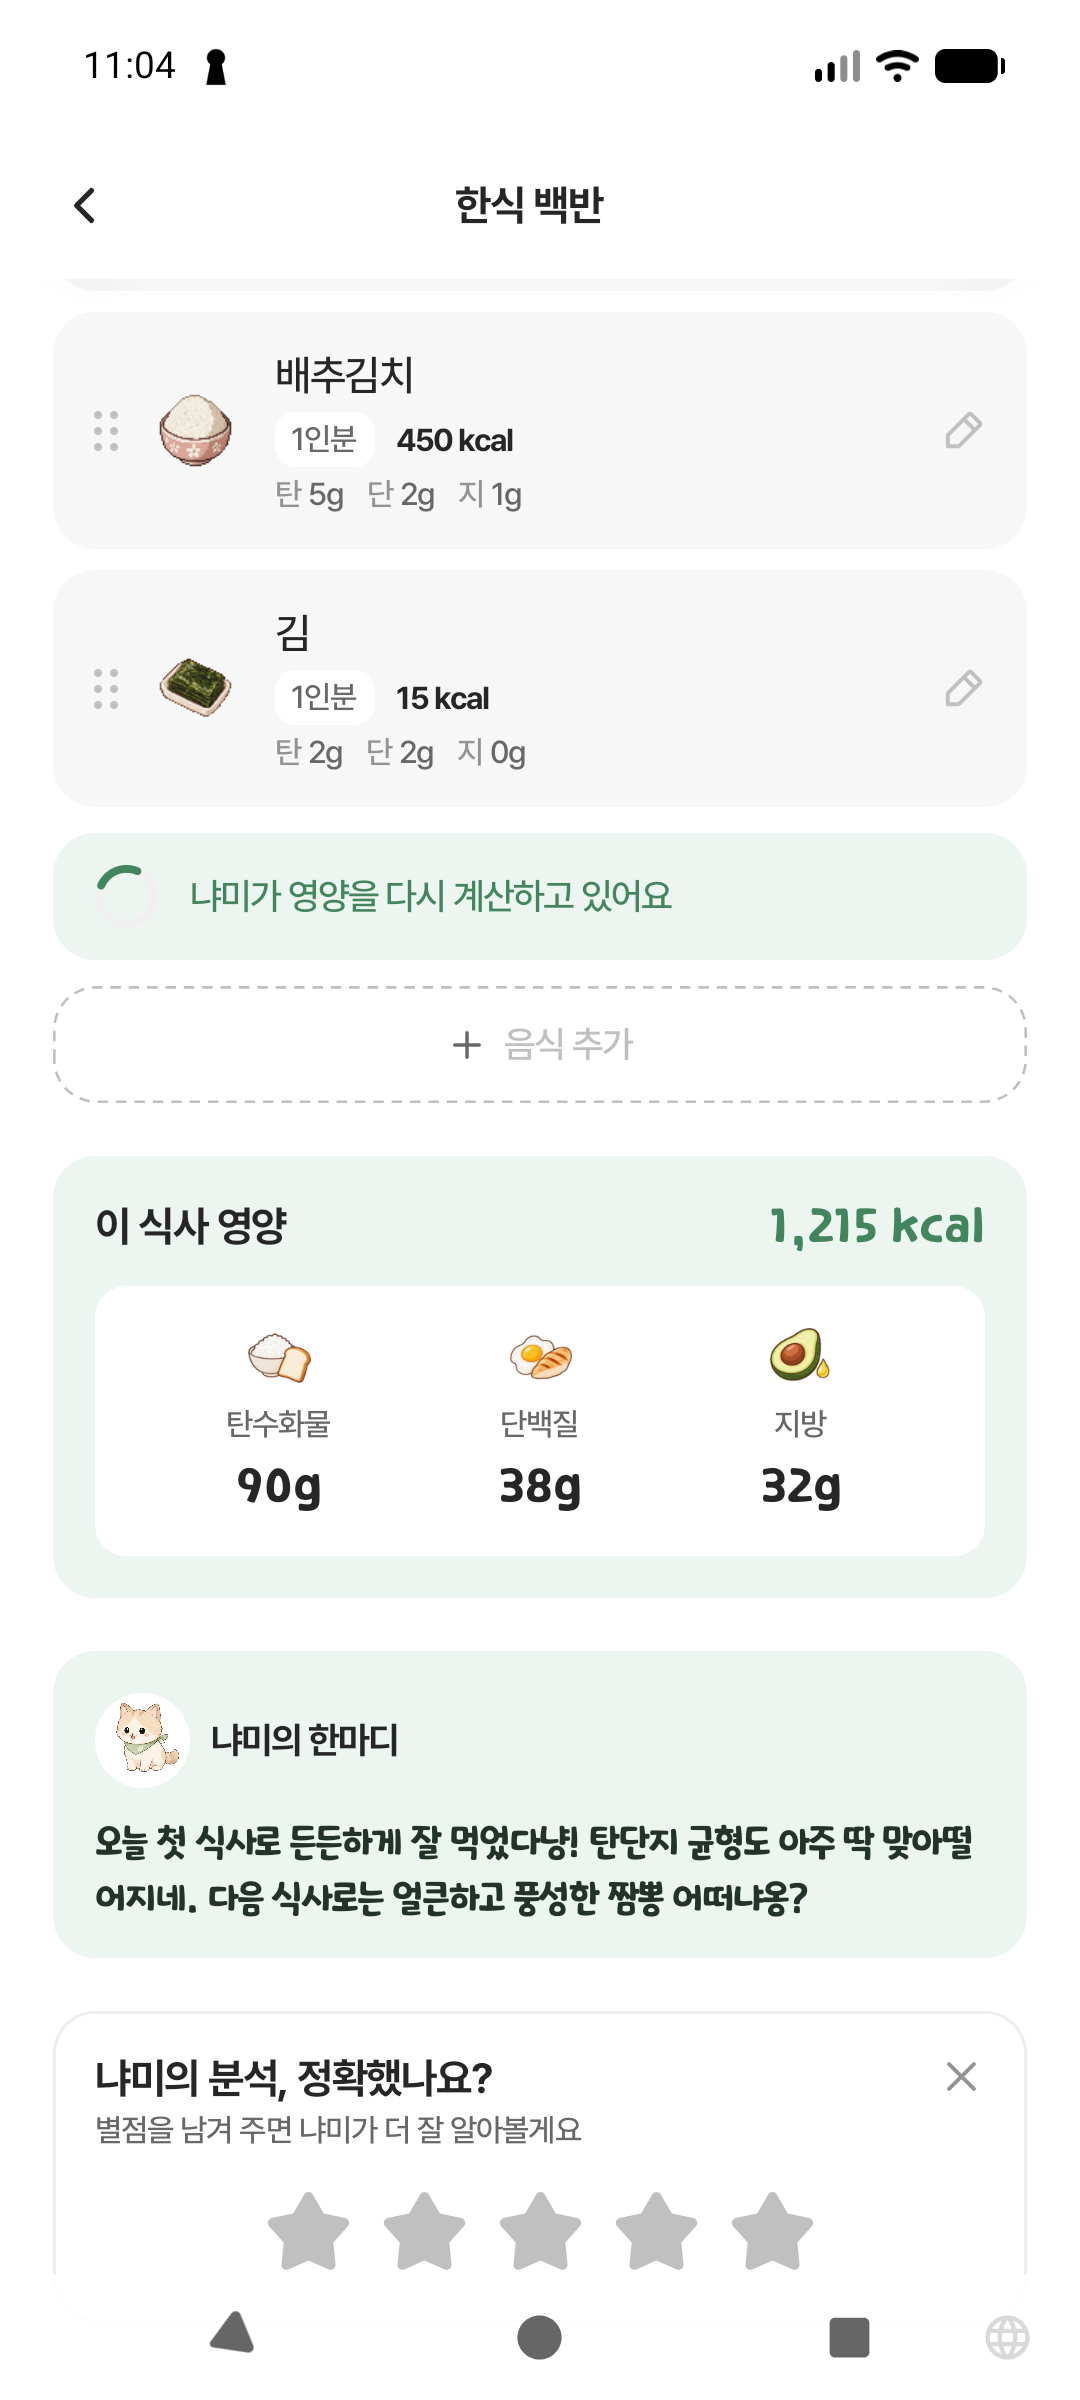 11:04
한식 백반
배추김치
1인분 450 kcal
탄 5g 단 2g 지 1g
김
1인분 15 kcal
탄 2g 단 2g 지 0g
냐미가 영양을 다시 계산하고 있어요
+ 음식 추가
이 식사 영양 1,215 kcal
탄수화물 단백질 지방
90g 38g 32g
냐미의 한마디
오늘 첫 식사로 든든하게 잘 먹었다냥! 탄단지 균형도 아주 딱 맞아떨
어지네. 다음 식사로는 얼큰하고 풍성한 짬뽕 어떠냐옹?
냐미의 분석, 정확했나요?
별점을 남겨 주면 냐미가 더 잘 알아볼게요